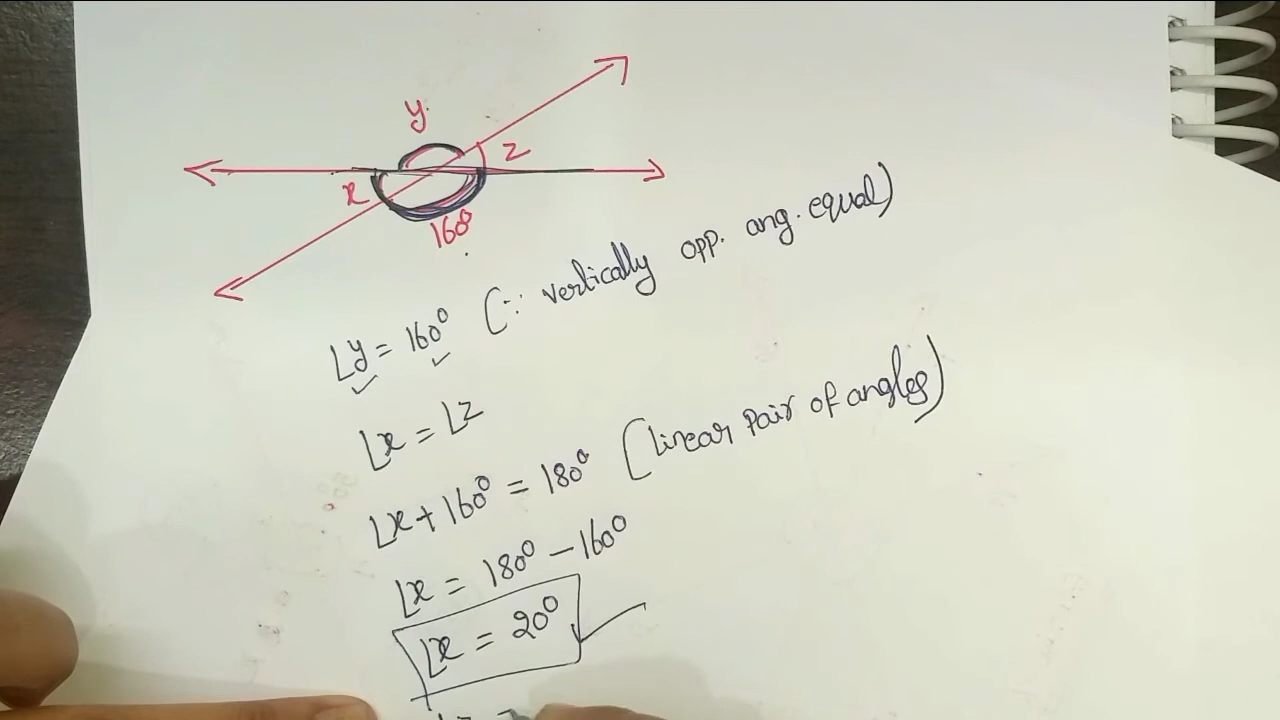 y
z
x
160°
∠y = 160° (∵ vertically opp. ang. equal)
∠x = ∠z
∠x + 160° = 180° (linear pair of angles)
∠x = 180° − 160°
∠x = 20°